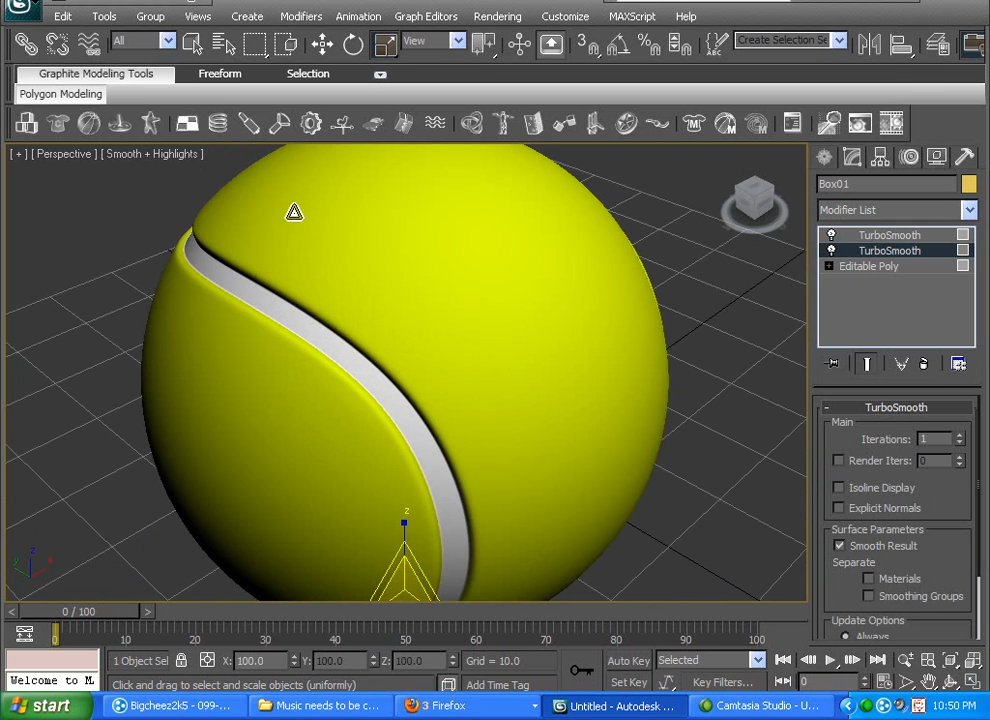 Edit Tools Group Views Create Modifiers Animation Graph Editors Rendering Customize MAXScript Help
All View 3 Create Selection Se
Graphite Modeling Tools Freeform Selection
Polygon Modeling
[ + ] [ Perspective ] [ Smooth + Highlights ]
Box01
Modifier List
TurboSmooth
TurboSmooth
Editable Poly
TurboSmooth
Main
Iterations: 1
Render Iters: 0
Isoline Display
Explicit Normals
Surface Parameters
Smooth Result
Separate
Materials
Smoothing Groups
Update Options
Always
z
z y x
0 / 100
0 10 20 30 40 50 60 70 80 90 100
1 Object Sel X: 100.0 Y: 100.0 Z: 100.0 Grid = 10.0 Auto Key Selected
Welcome to M Click and drag to select and scale objects (uniformly) Add Time Tag Set Key Key Filters... 0
start Bigcheez2k5 - 099-... Music needs to be c... 3 Firefox Untitled - Autodesk ... Camtasia Studio - U... 10:50 PM